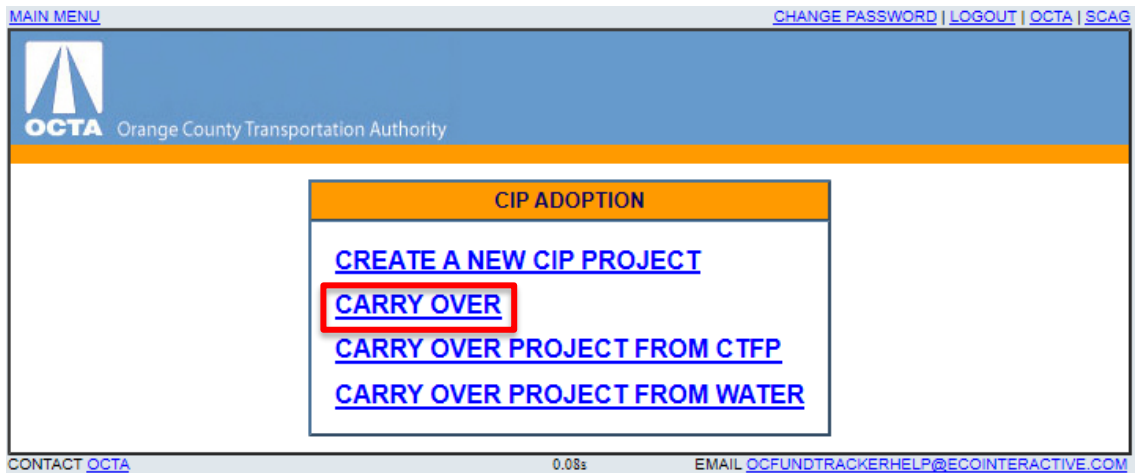 MAIN MENU CHANGE PASSWORD | LOGOUT | OCTA | SCAG
OCTA Orange County Transportation Authority
CIP ADOPTION
CREATE A NEW CIP PROJECT
CARRY OVER
CARRY OVER PROJECT FROM CTFP
CARRY OVER PROJECT FROM WATER
CONTACT OCTA 0.08s EMAIL OCFUNDTRACKERHELP@ECOINTERACTIVE.COM